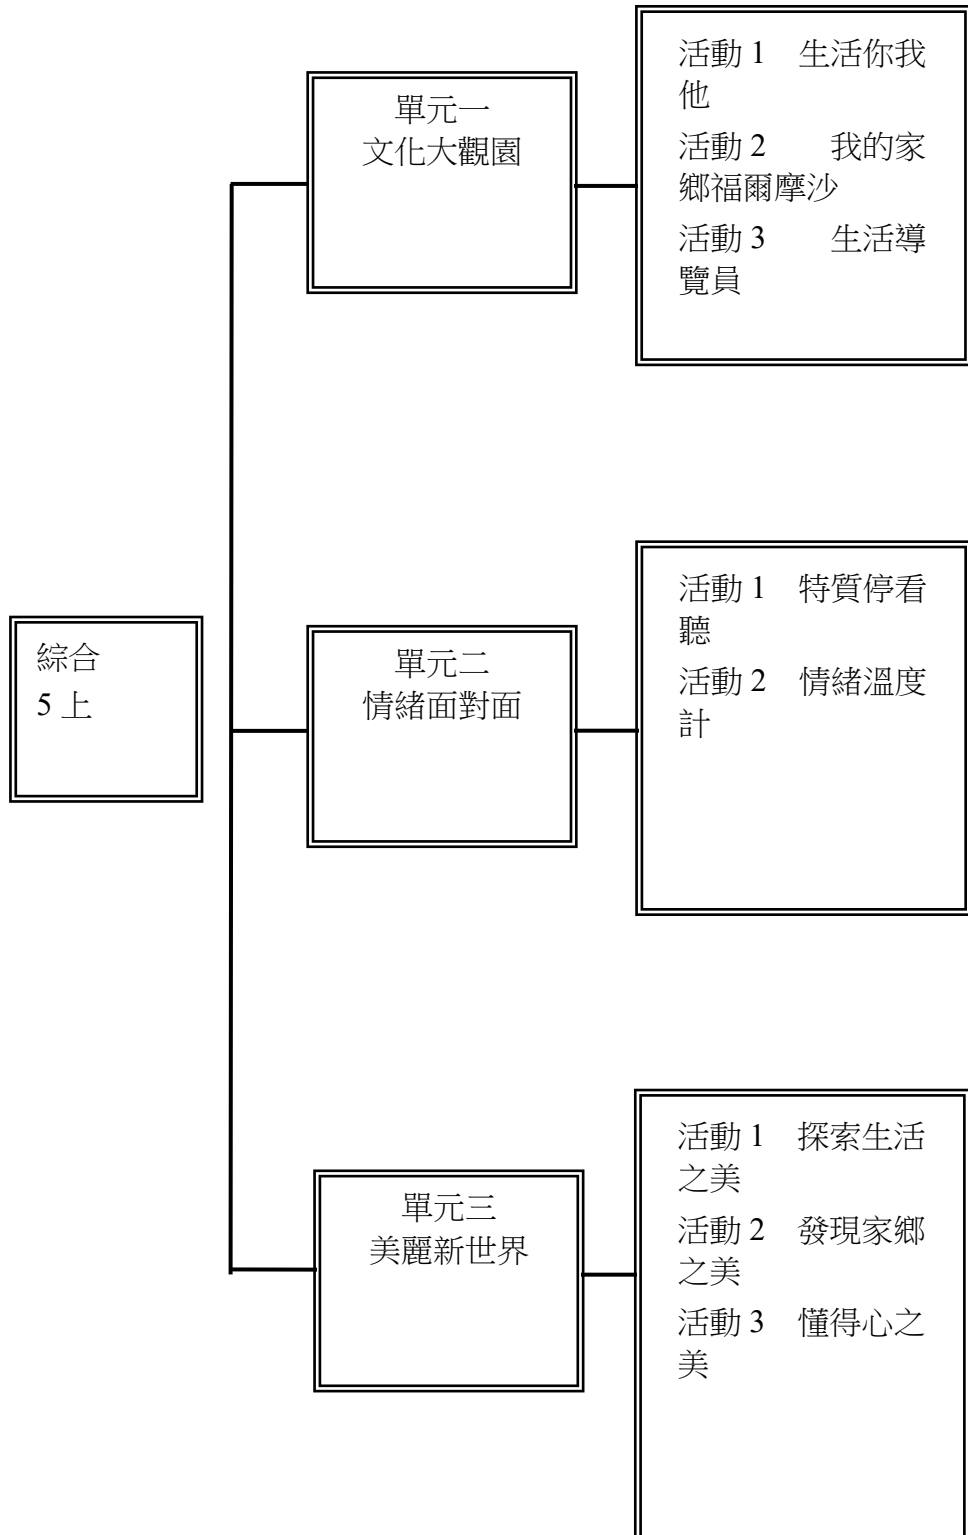 綜合
5 上
單元一
文化大觀園
活動 1　生活你我
他
活動 2　　我的家
鄉福爾摩沙
活動 3　　生活導
覽員
單元二
情緒面對面
活動 1　特質停看
聽
活動 2　情緒溫度
計
單元三
美麗新世界
活動 1　探索生活
之美
活動 2　發現家鄉
之美
活動 3　懂得心之
美